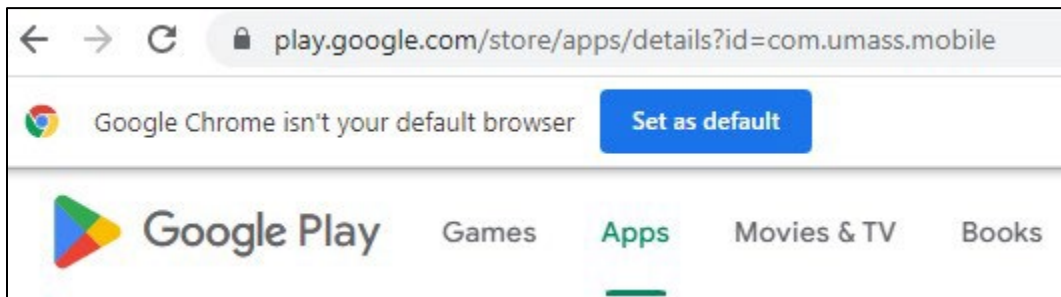 play.google.com/store/apps/details?id=com.umass.mobile
Google Chrome isn't your default browser Set as default
Google Play Games Apps Movies & TV Books